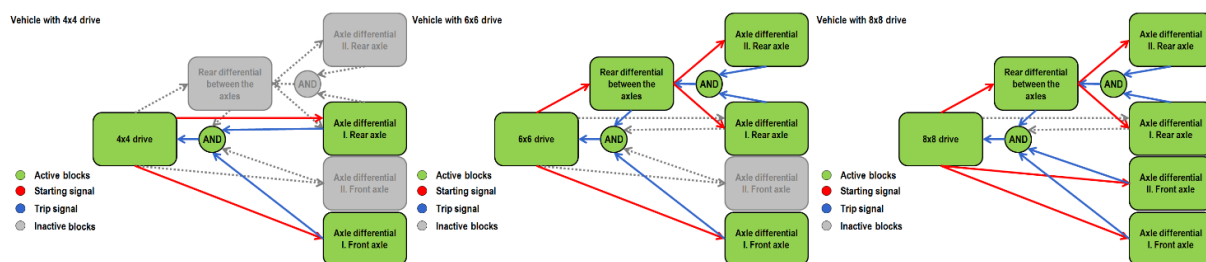 Vehicle with 4x4 drive
Axle differential
II. Rear axle
Rear differential
between the
axles
AND
4x4 drive
AND
Axle differential
I. Rear axle
Axle differential
II. Front axle
Axle differential
I. Front axle
Active blocks
Starting signal
Trip signal
Inactive blocks
Vehicle with 6x6 drive
Axle differential
II. Rear axle
Rear differential
between the
axles
AND
6x6 drive
AND
Axle differential
I. Rear axle
Axle differential
II. Front axle
Axle differential
I. Front axle
Active blocks
Starting signal
Trip signal
Inactive blocks
Vehicle with 8x8 drive
Axle differential
II. Rear axle
Rear differential
between the
axles
AND
8x8 drive
AND
Axle differential
I. Rear axle
Axle differential
II. Front axle
Axle differential
I. Front axle
Active blocks
Starting signal
Trip signal
Inactive blocks